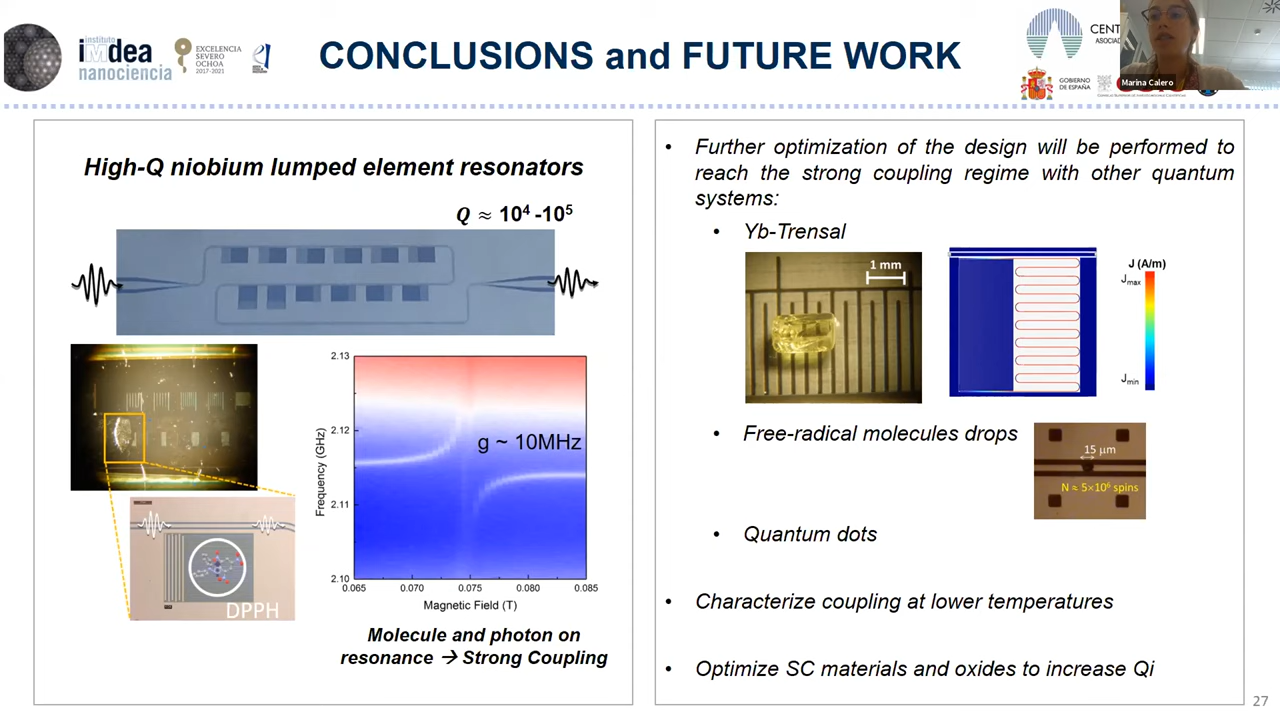 instituto
iMdea
nanociencia
EXCELENCIA
SEVERO
OCHOA
2017-2021
CONCLUSIONS and FUTURE WORK
CENT
ASOCIAD
GOBIERNO
DE ESPAÑA
Marina Calero
High-Q niobium lumped element resonators
Q ≈ 10⁴ -10⁵
2.13
2.12
2.11
2.10
Frequency (GHz)
g ~ 10MHz
0.065
0.070
0.075
0.080
0.085
Magnetic Field (T)
DPPH
Molecule and photon on
resonance → Strong Coupling
• Further optimization of the design will be performed to
reach the strong coupling regime with other quantum
systems:
• Yb-Trensal
1 mm
J (A/m)
Jmax
Jmin
• Free-radical molecules drops
15 µm
N ≈ 5×10⁶ spins
• Quantum dots
• Characterize coupling at lower temperatures
• Optimize SC materials and oxides to increase Qi
27